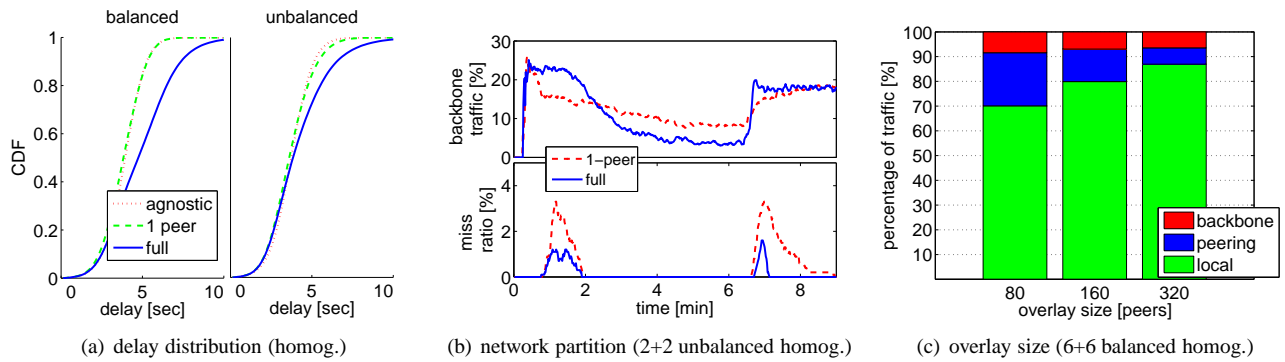 balanced
unbalanced
1
0.8
0.6
0.4
0.2
0
CDF
agnostic
1 peer
full
0
5
10
0
5
10
delay [sec]
delay [sec]
(a) delay distribution (homog.)
30
20
10
0
backbone
traffic [%]
1−peer
full
4
2
0
miss
ratio [%]
0
2
4
6
8
time [min]
(b) network partition (2+2 unbalanced homog.)
100
90
80
70
60
50
40
30
20
10
percentage of traffic [%]
backbone
peering
local
80
160
320
overlay size [peers]
(c) overlay size (6+6 balanced homog.)